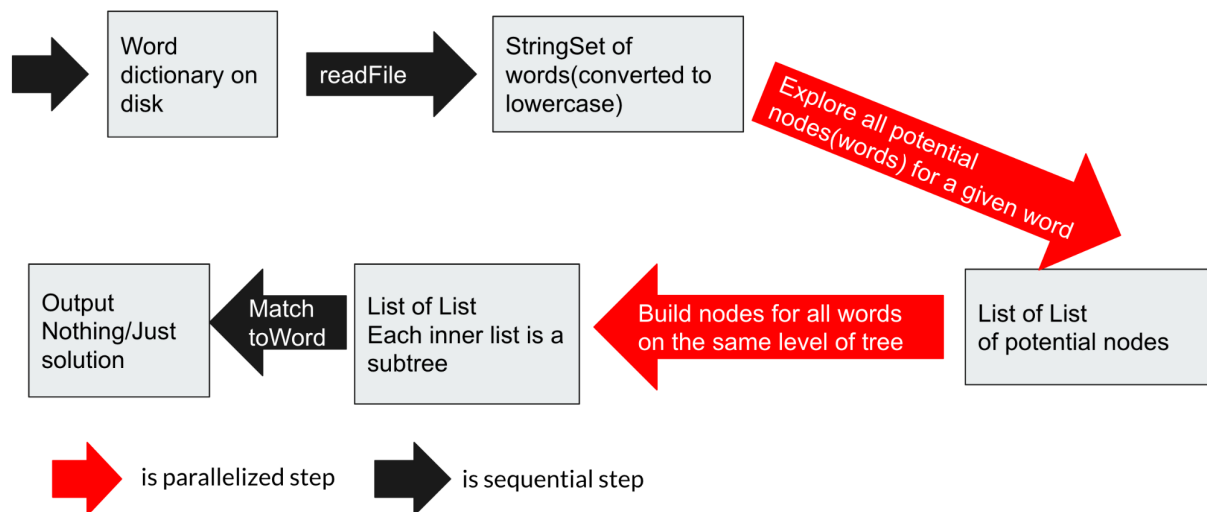 Word
dictionary on
disk
readFile
StringSet of
words(converted to
lowercase)
Explore all potential
nodes(words) for a given word
List of List
of potential nodes
Build nodes for all words
on the same level of tree
List of List
Each inner list is a
subtree
Match
toWord
Output
Nothing/Just
solution
is parallelized step
is sequential step